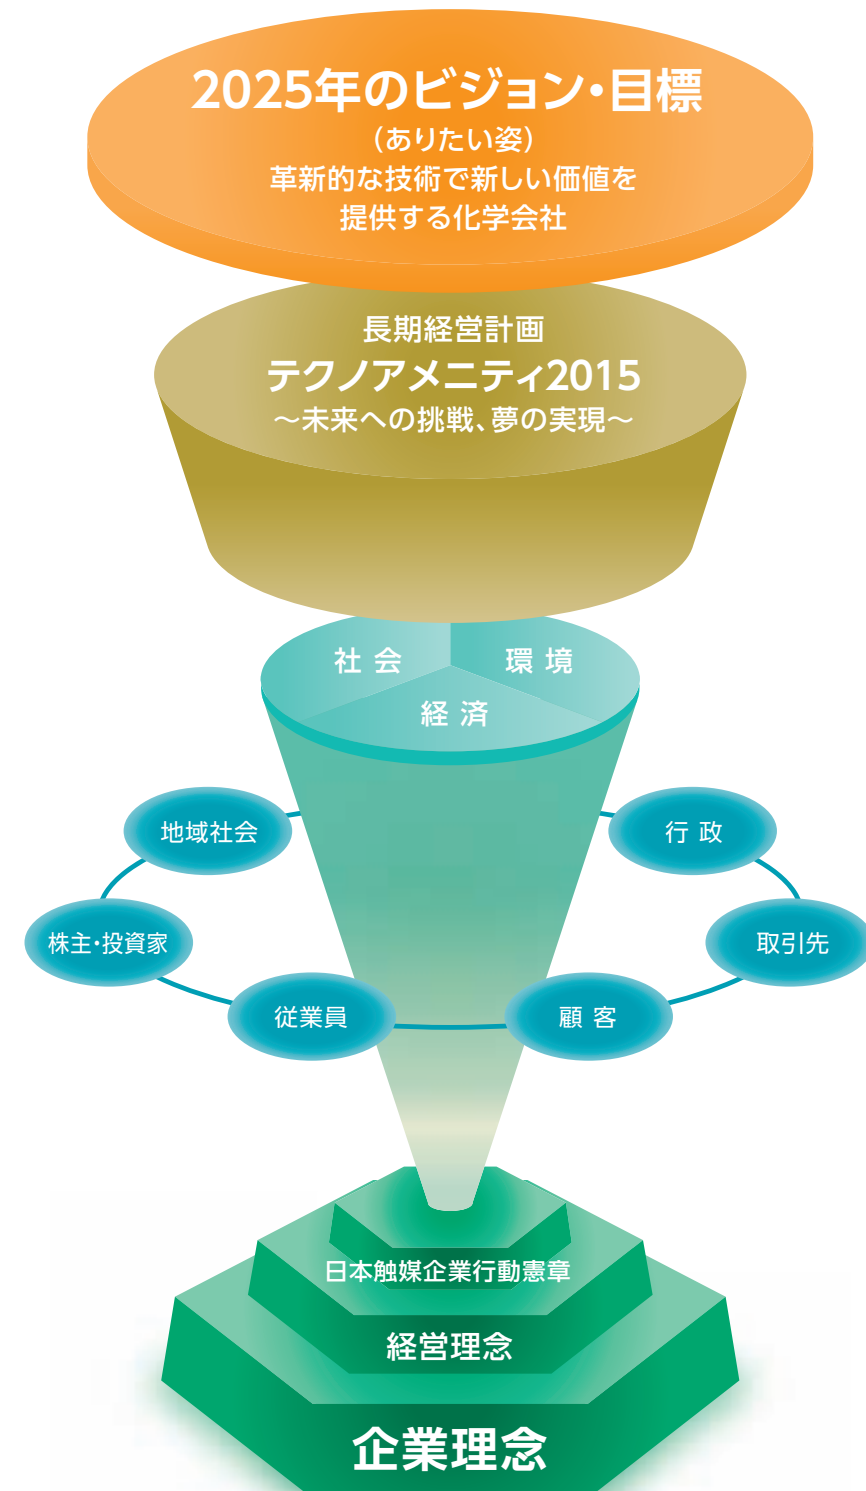 2025年のビジョン・目標
（ありたい姿）
革新的な技術で新しい価値を
提供する化学会社
長期経営計画
テクノアメニティ2015
～未来への挑戦、夢の実現～
社 会
環 境
経 済
地域社会
行 政
株主・投資家
取引先
従業員
顧 客
日本触媒企業行動憲章
経営理念
企業理念